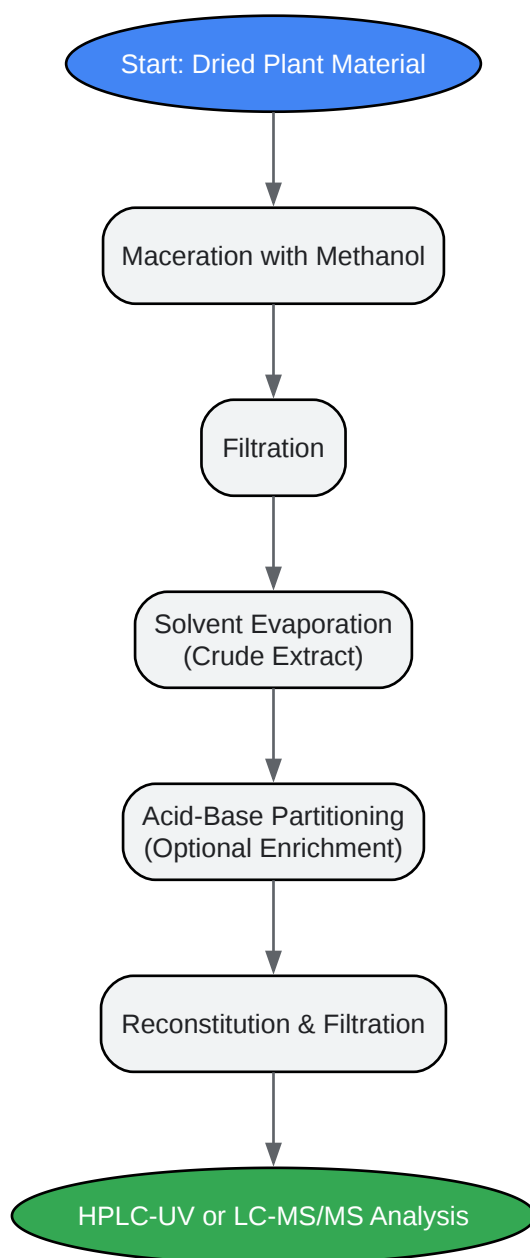 Start: Dried Plant Material
Maceration with Methanol
Filtration
Solvent Evaporation
(Crude Extract)
Acid-Base Partitioning
(Optional Enrichment)
Reconstitution & Filtration
HPLC-UV or LC-MS/MS Analysis